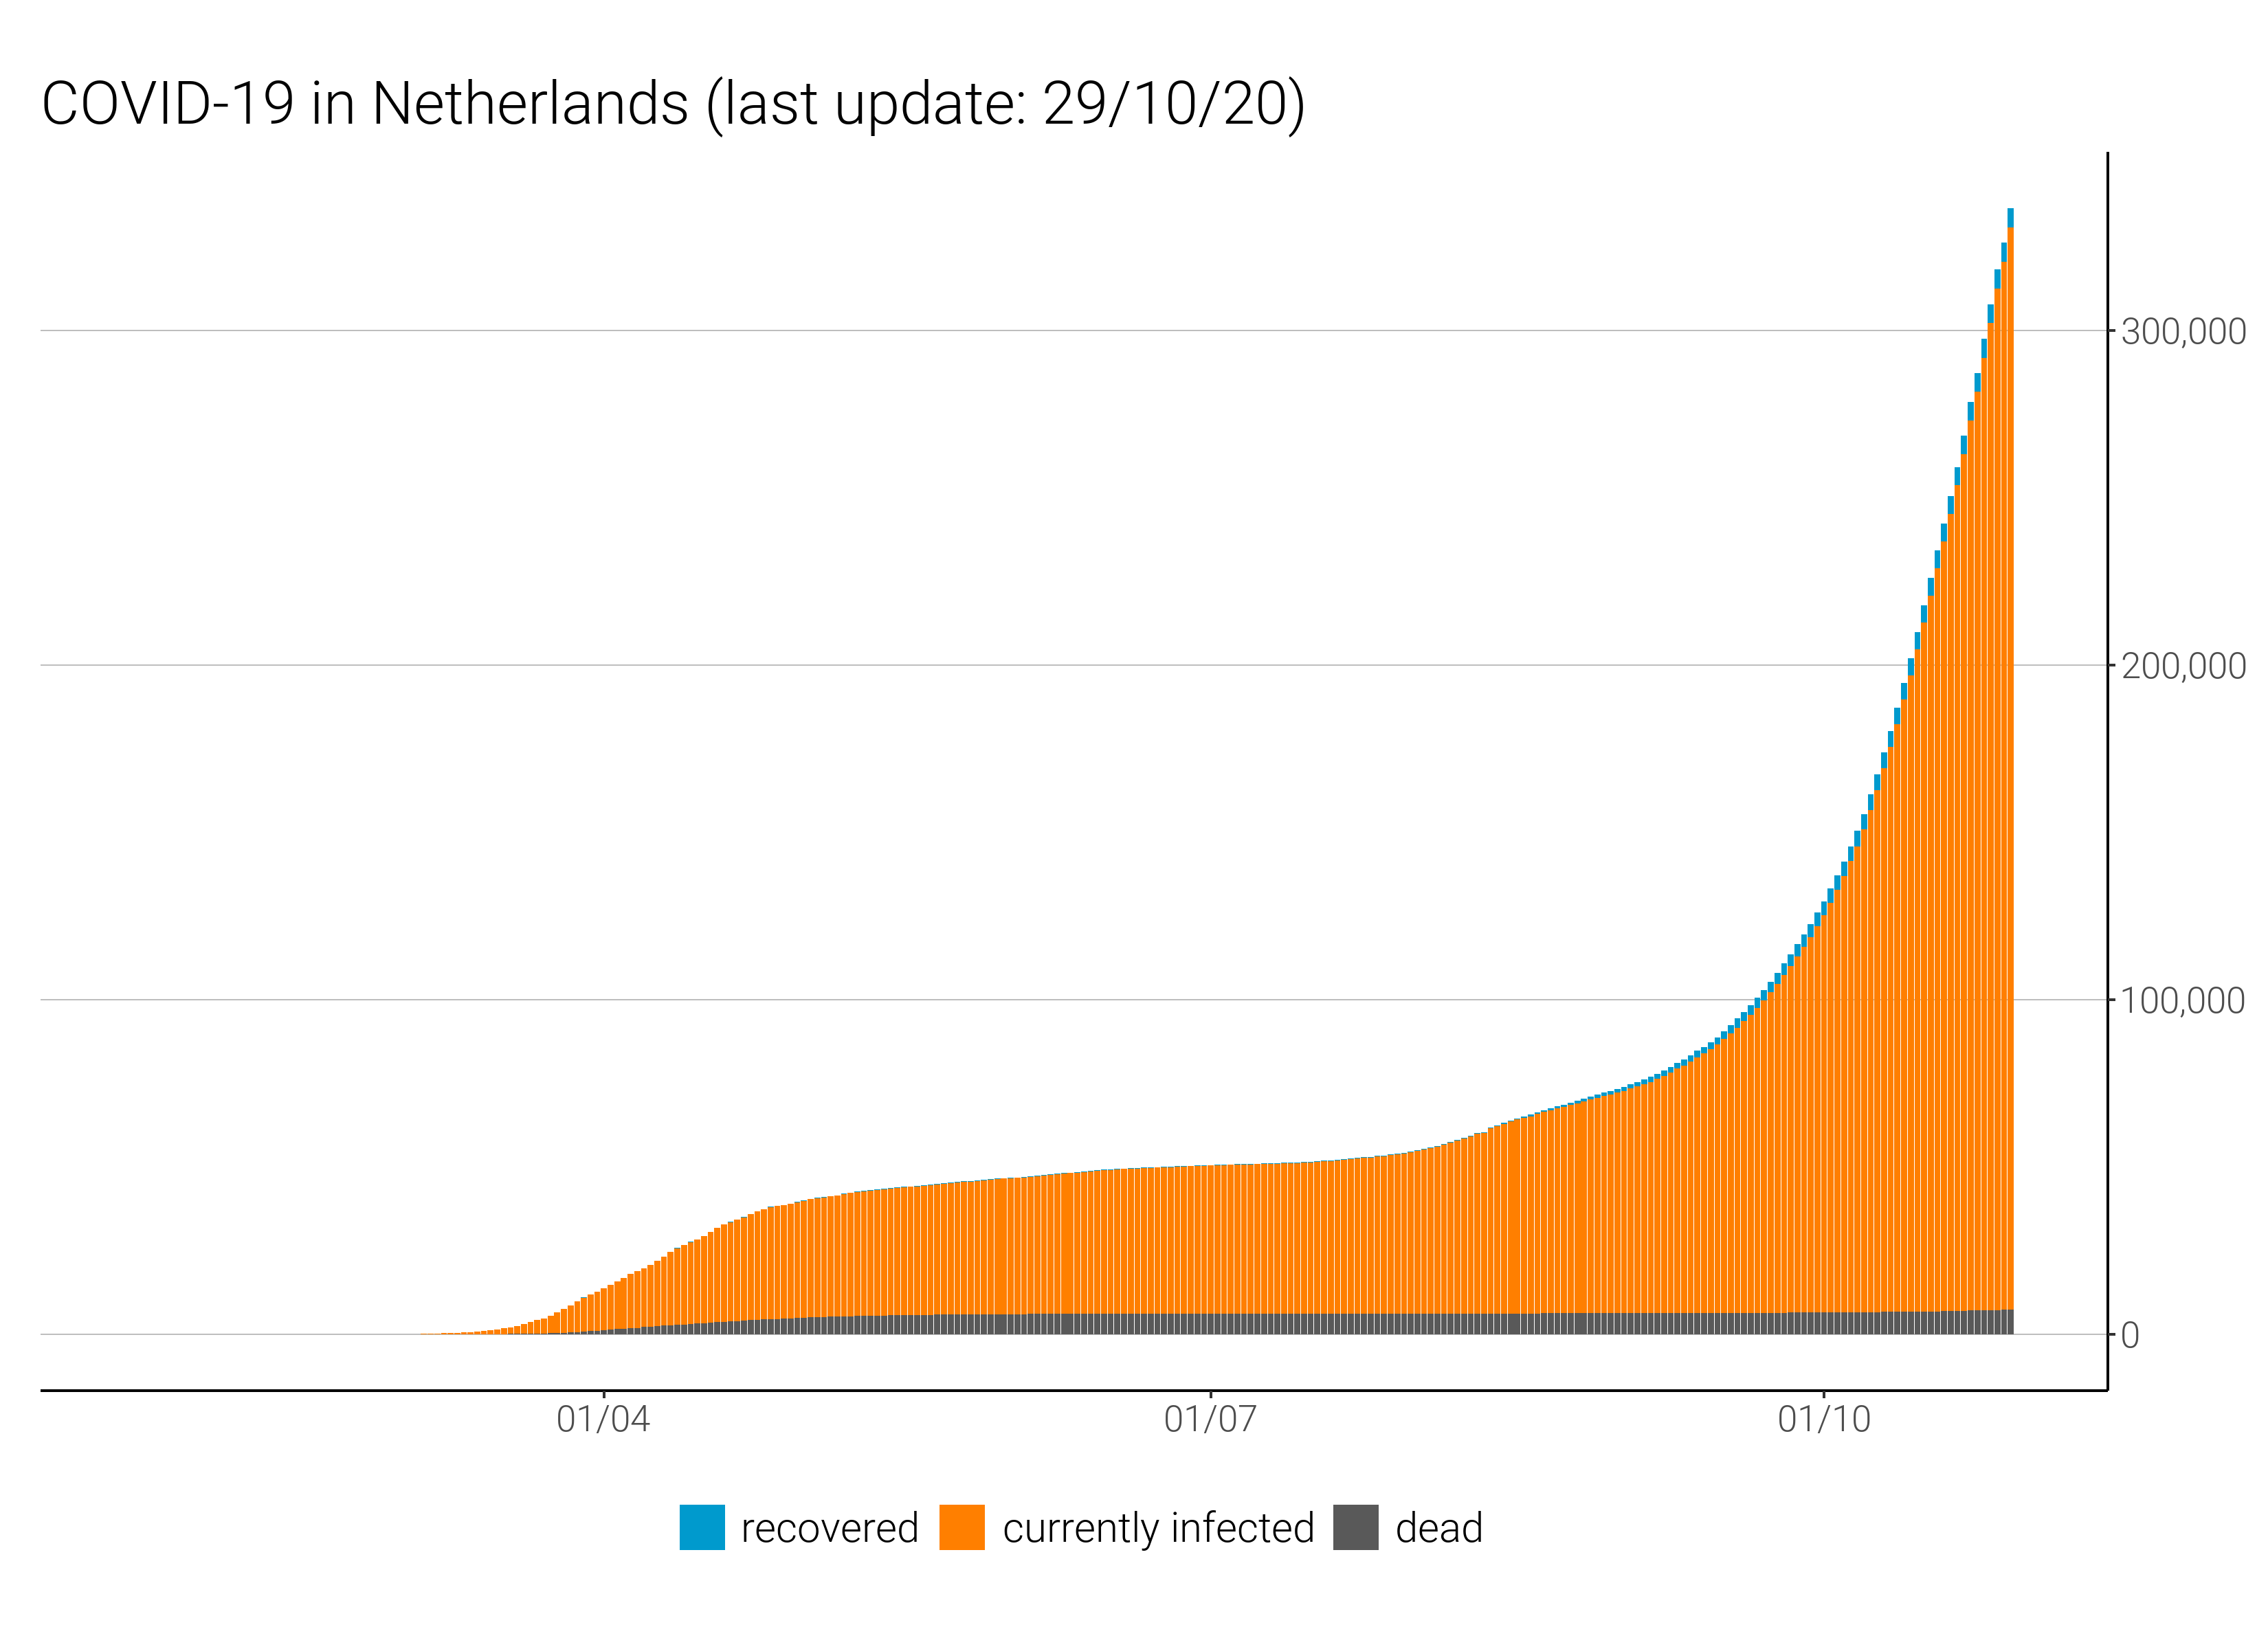 COVID-19 in Netherlands (last update: 29/10/20)
300,000
200,000
100,000
0
01/04 01/07 01/10
recovered currently infected dead